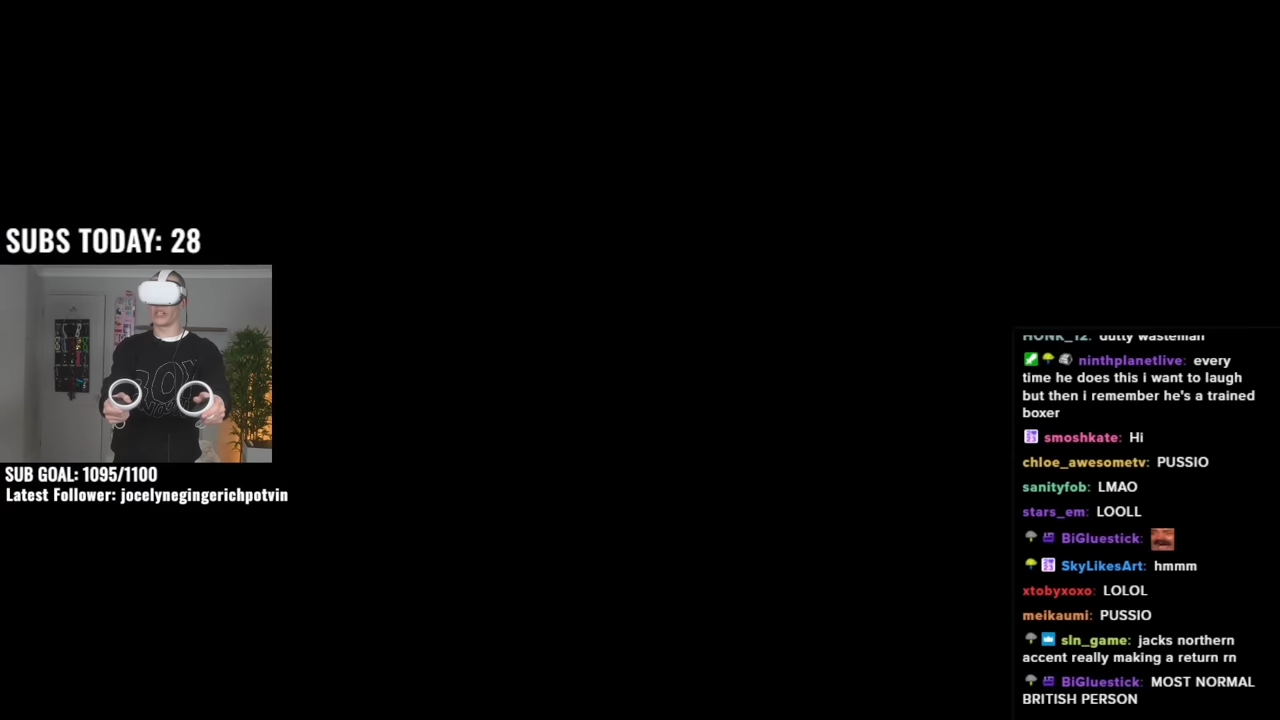 SUBS TODAY: 28
SUB GOAL: 1095/1100
Latest Follower: jocelynegingerichpotvin
HUNK_12: dutty wasteman
ninthplanetlive: every
time he does this i want to laugh
but then i remember he's a trained
boxer
smoshkate: Hi
chloe_awesometv: PUSSIO
sanityfob: LMAO
stars_em: LOOLL
BiGluestick:
SkyLikesArt: hmmm
xtobyxoxo: LOLOL
meikaumi: PUSSIO
sln_game: jacks northern
accent really making a return rn
BiGluestick: MOST NORMAL
BRITISH PERSON